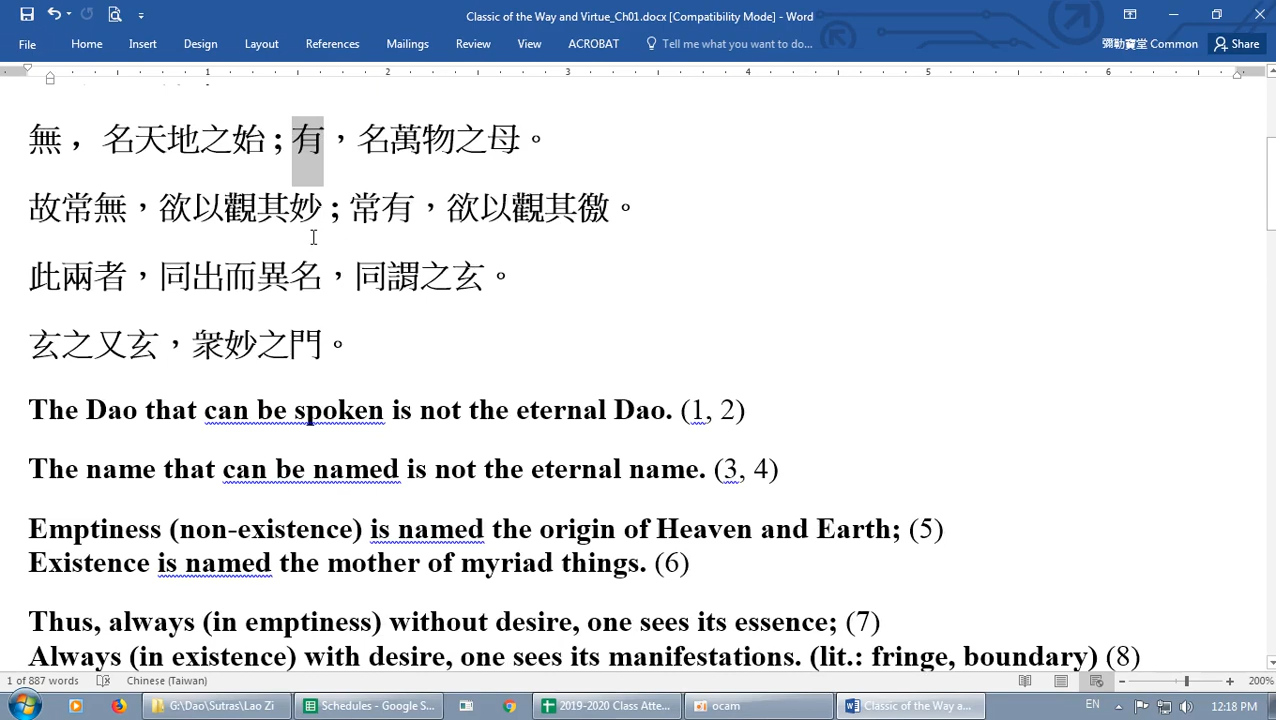 Classic of the Way and Virtue_Ch01.docx [Compatibility Mode] - Word
File Home Insert Design Layout References Mailings Review View ACROBAT Tell me what you want to do... 彌勒寶堂 Common Share
1 2 3 4 5 6
無，名天地之始；有，名萬物之母。
故常無，欲以觀其妙；常有，欲以觀其徼。
此兩者，同出而異名，同謂之玄。
玄之又玄，衆妙之門。
The Dao that can be spoken is not the eternal Dao. (1, 2)
The name that can be named is not the eternal name. (3, 4)
Emptiness (non-existence) is named the origin of Heaven and Earth; (5)
Existence is named the mother of myriad things. (6)
Thus, always (in emptiness) without desire, one sees its essence; (7)
Always (in existence) with desire, one sees its manifestations. (lit.: fringe, boundary) (8)
1 of 887 words Chinese (Taiwan) 200%
G:\Dao\Sutras\Lao Zi Schedules - Google S... 2019-2020 Class Atte... ocam Classic of the Way a... EN 12:18 PM